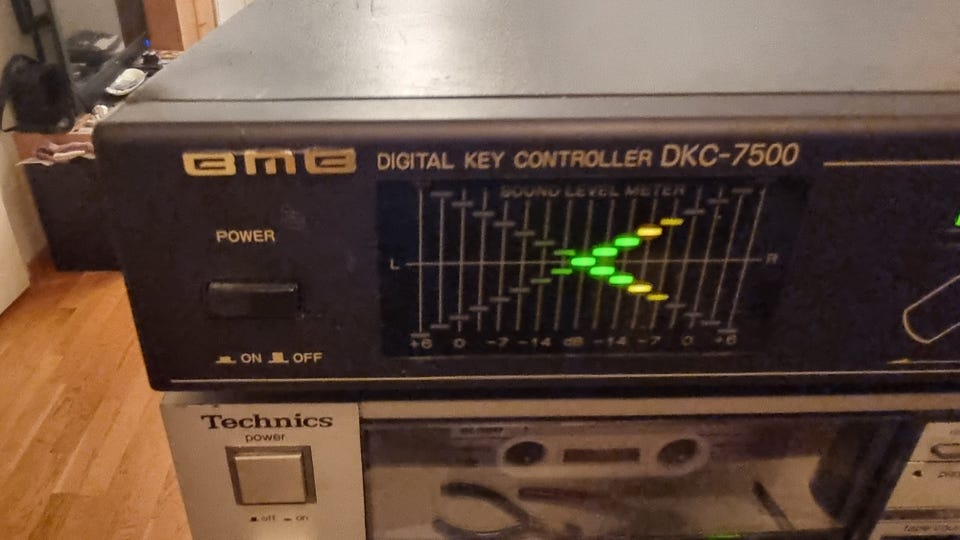 BMB DIGITAL KEY CONTROLLER DKC-7500
SOUND LEVEL METER
POWER
L R
+6 0 -7 -14 dB -14 -7 0 +6
ON OFF
Technics
power
off on